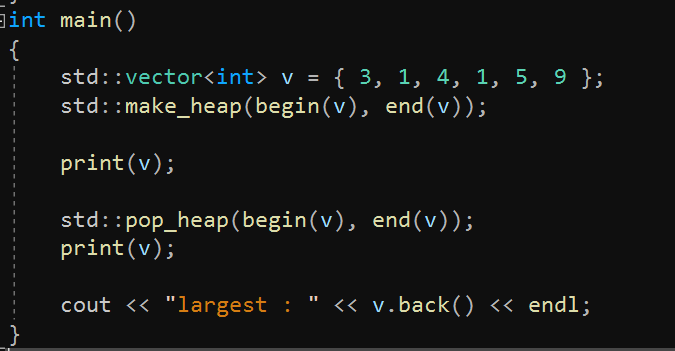 int main()
{
    std::vector<int> v = { 3, 1, 4, 1, 5, 9 };
    std::make_heap(begin(v), end(v));
    print(v);
    std::pop_heap(begin(v), end(v));
    print(v);
    cout << "largest : " << v.back() << endl;
}